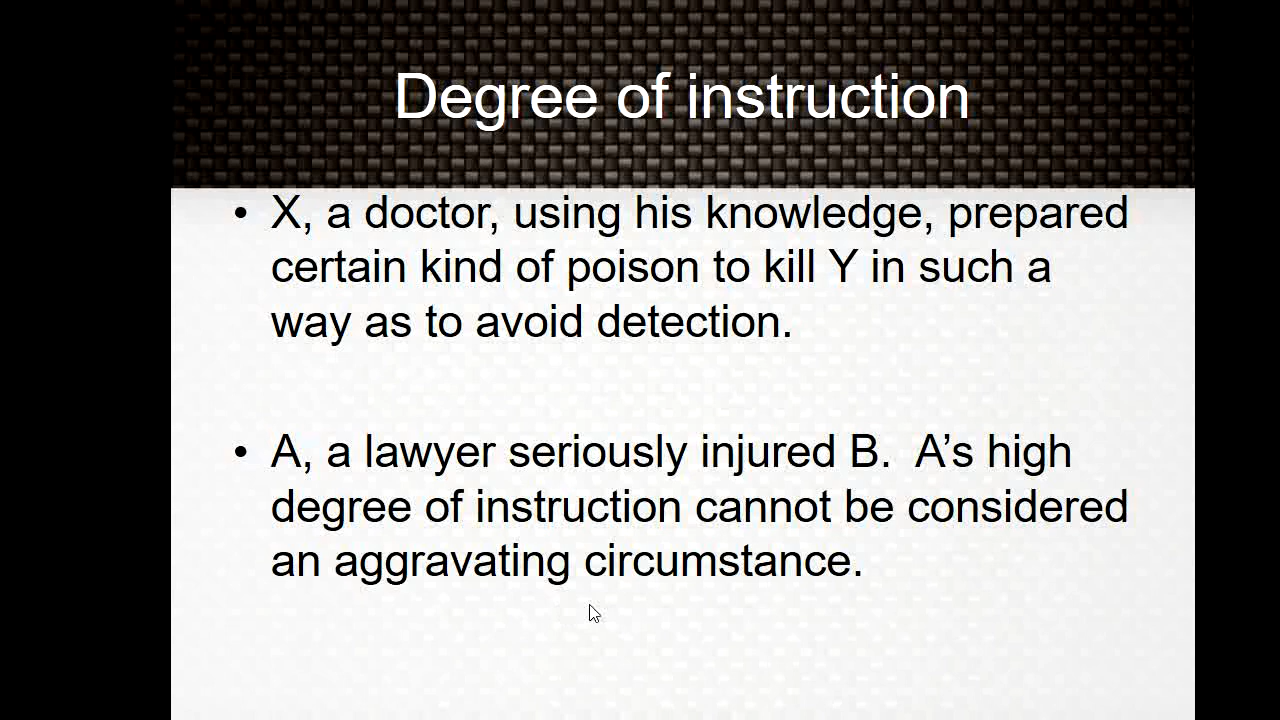 Degree of instruction
• X, a doctor, using his knowledge, prepared
certain kind of poison to kill Y in such a
way as to avoid detection.
• A, a lawyer seriously injured B.  A’s high
degree of instruction cannot be considered
an aggravating circumstance.